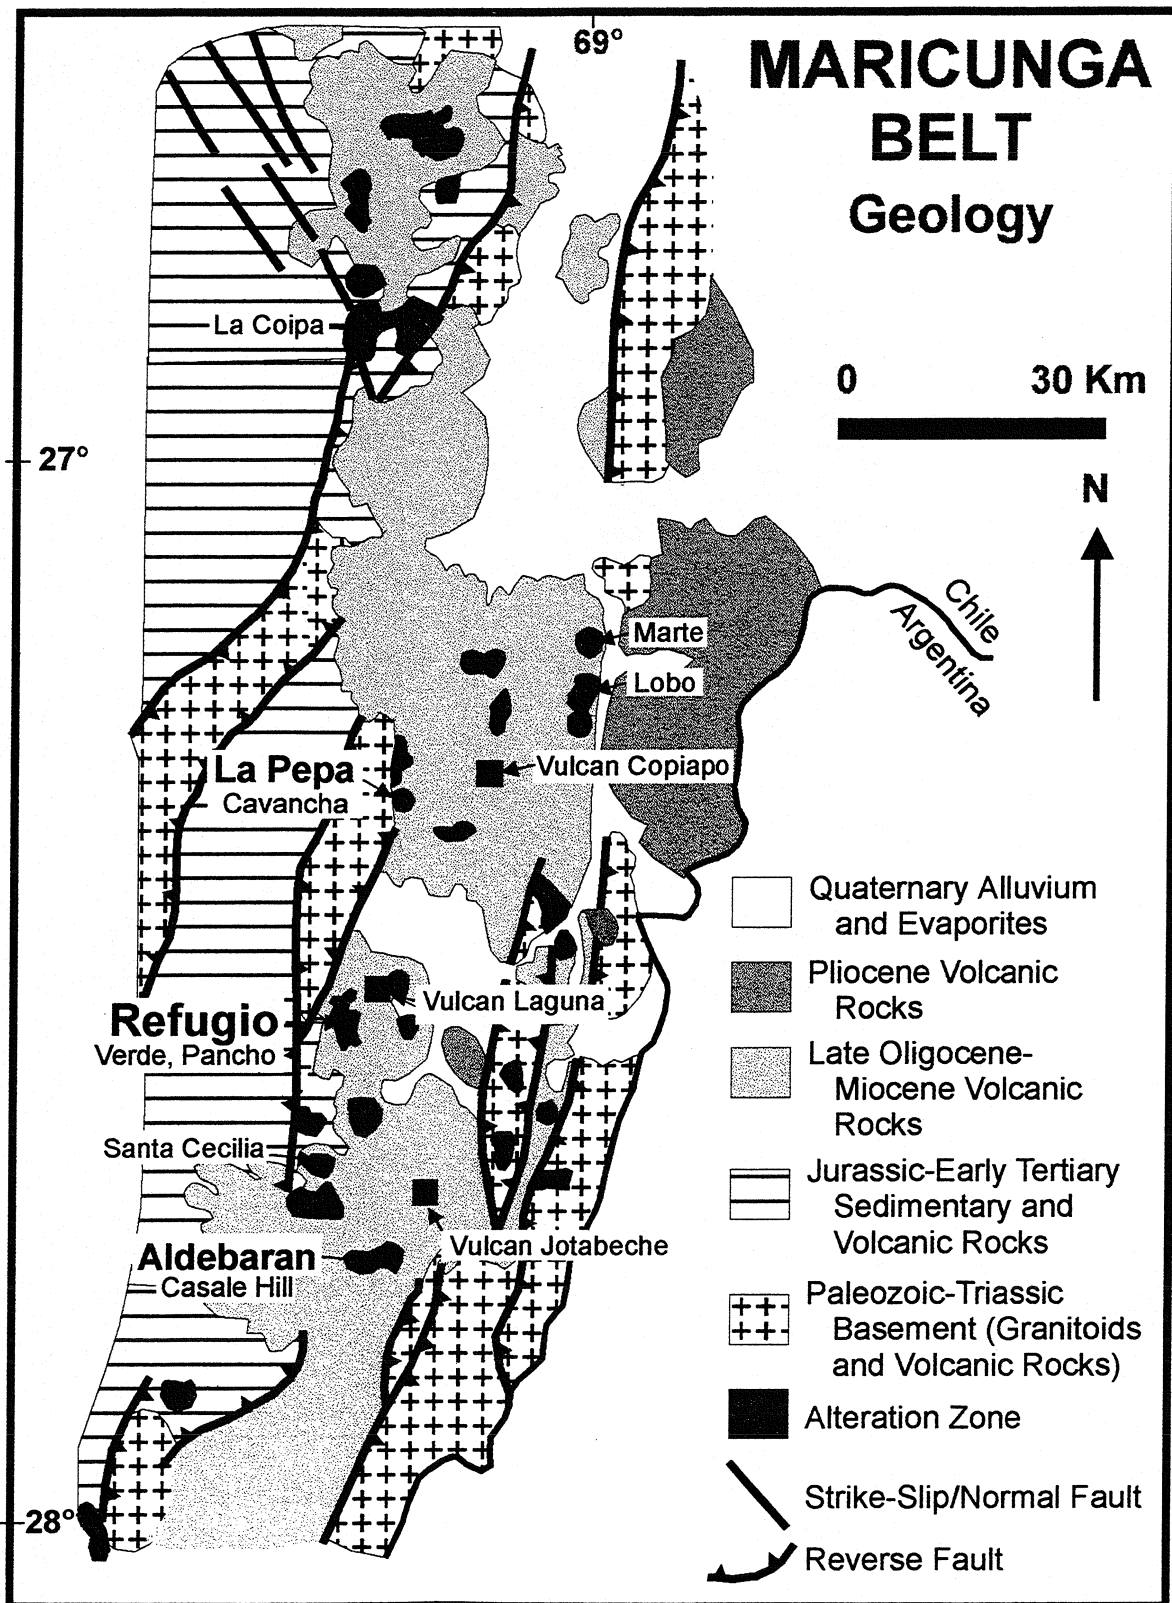 69°
MARICUNGA
BELT
Geology
La Coipa
0 30 Km
27°
N
Chile
Argentina
Marte
Lobo
Vulcan Copiapo
La Pepa
Cavancha
Quaternary Alluvium
and Evaporites
Pliocene Volcanic
Rocks
Vulcan Laguna
Refugio
Verde, Pancho
Late Oligocene-
Miocene Volcanic
Rocks
Santa Cecilia
Jurassic-Early Tertiary
Sedimentary and
Volcanic Rocks
Vulcan Jotabeche
Aldebaran
Casale Hill
Paleozoic-Triassic
Basement (Granitoids
and Volcanic Rocks)
Alteration Zone
Strike-Slip/Normal Fault
28°
Reverse Fault